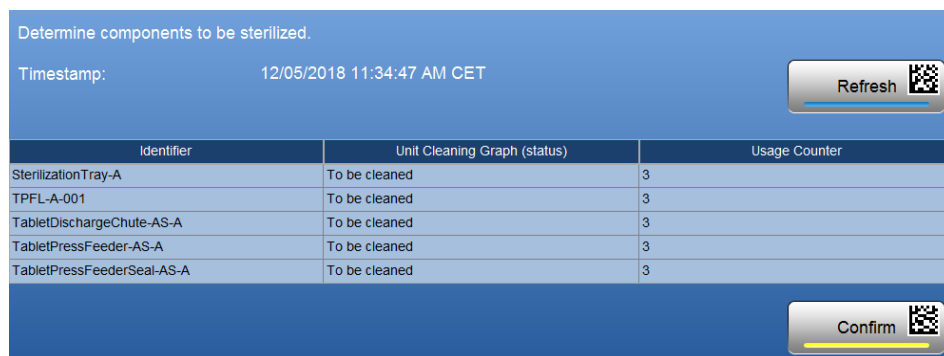 Determine components to be sterilized.
Timestamp: 12/05/2018 11:34:47 AM CET
Refresh
Identifier Unit Cleaning Graph (status) Usage Counter
SterilizationTray-A To be cleaned 3
TPFL-A-001 To be cleaned 3
TabletDischargeChute-AS-A To be cleaned 3
TabletPressFeeder-AS-A To be cleaned 3
TabletPressFeederSeal-AS-A To be cleaned 3
Confirm